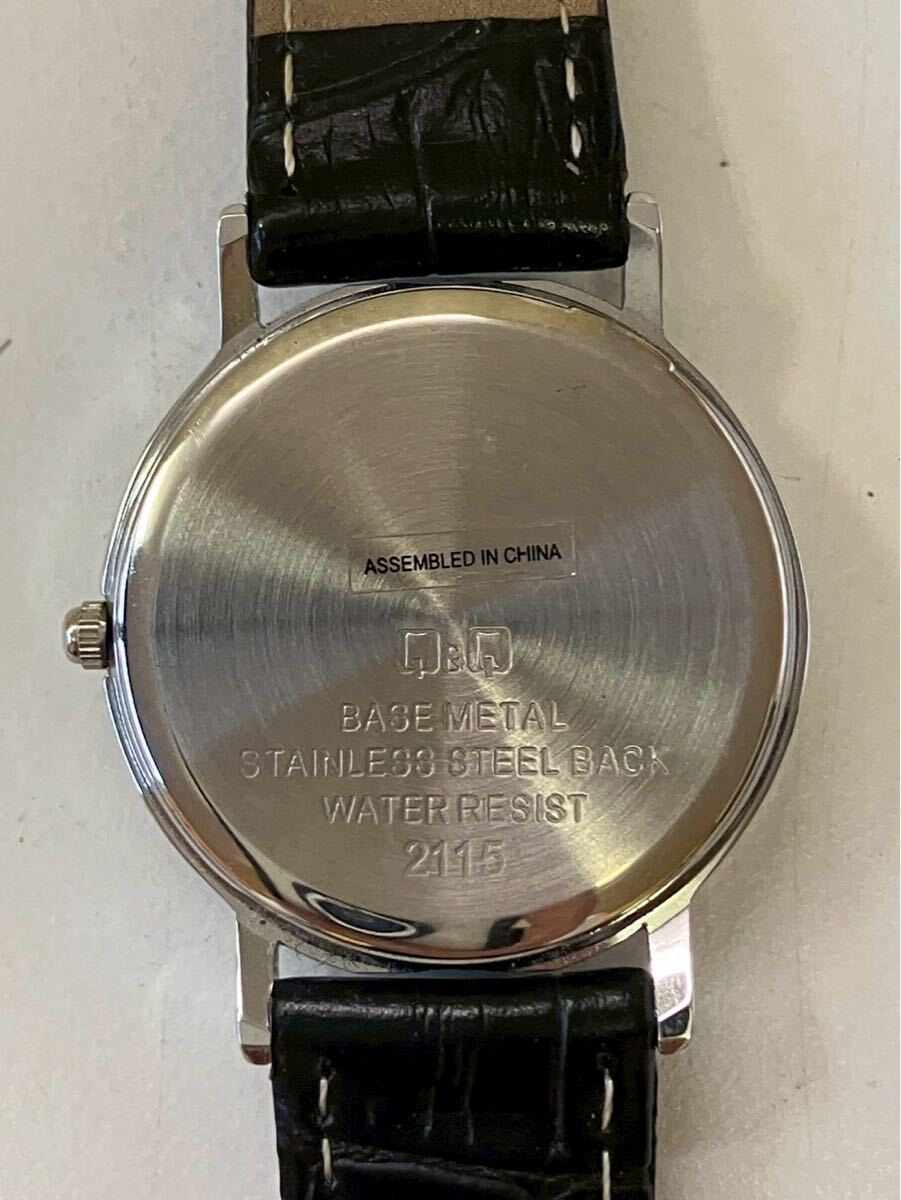 ASSEMBLED IN CHINA
Q&Q
BASE METAL
STAINLESS STEEL BACK
WATER RESIST
2115